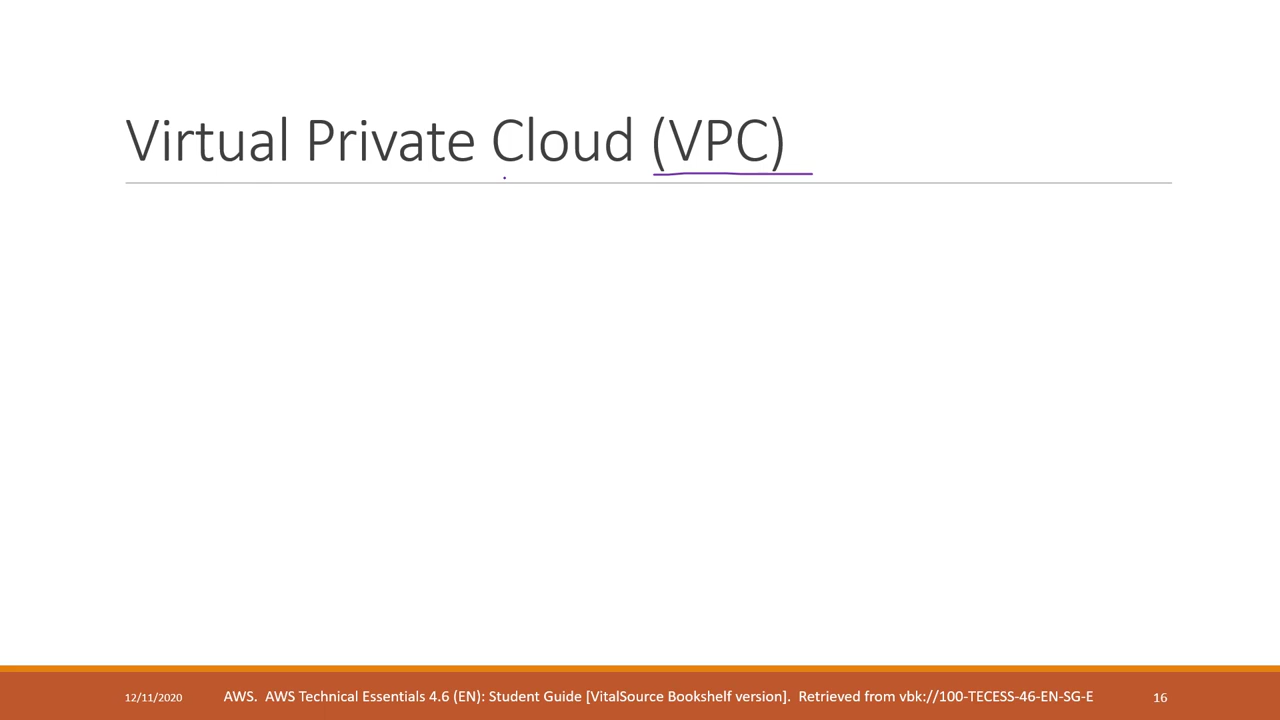 Virtual Private Cloud (VPC)
12/11/2020 AWS. AWS Technical Essentials 4.6 (EN): Student Guide [VitalSource Bookshelf version]. Retrieved from vbk://100-TECESS-46-EN-SG-E 16